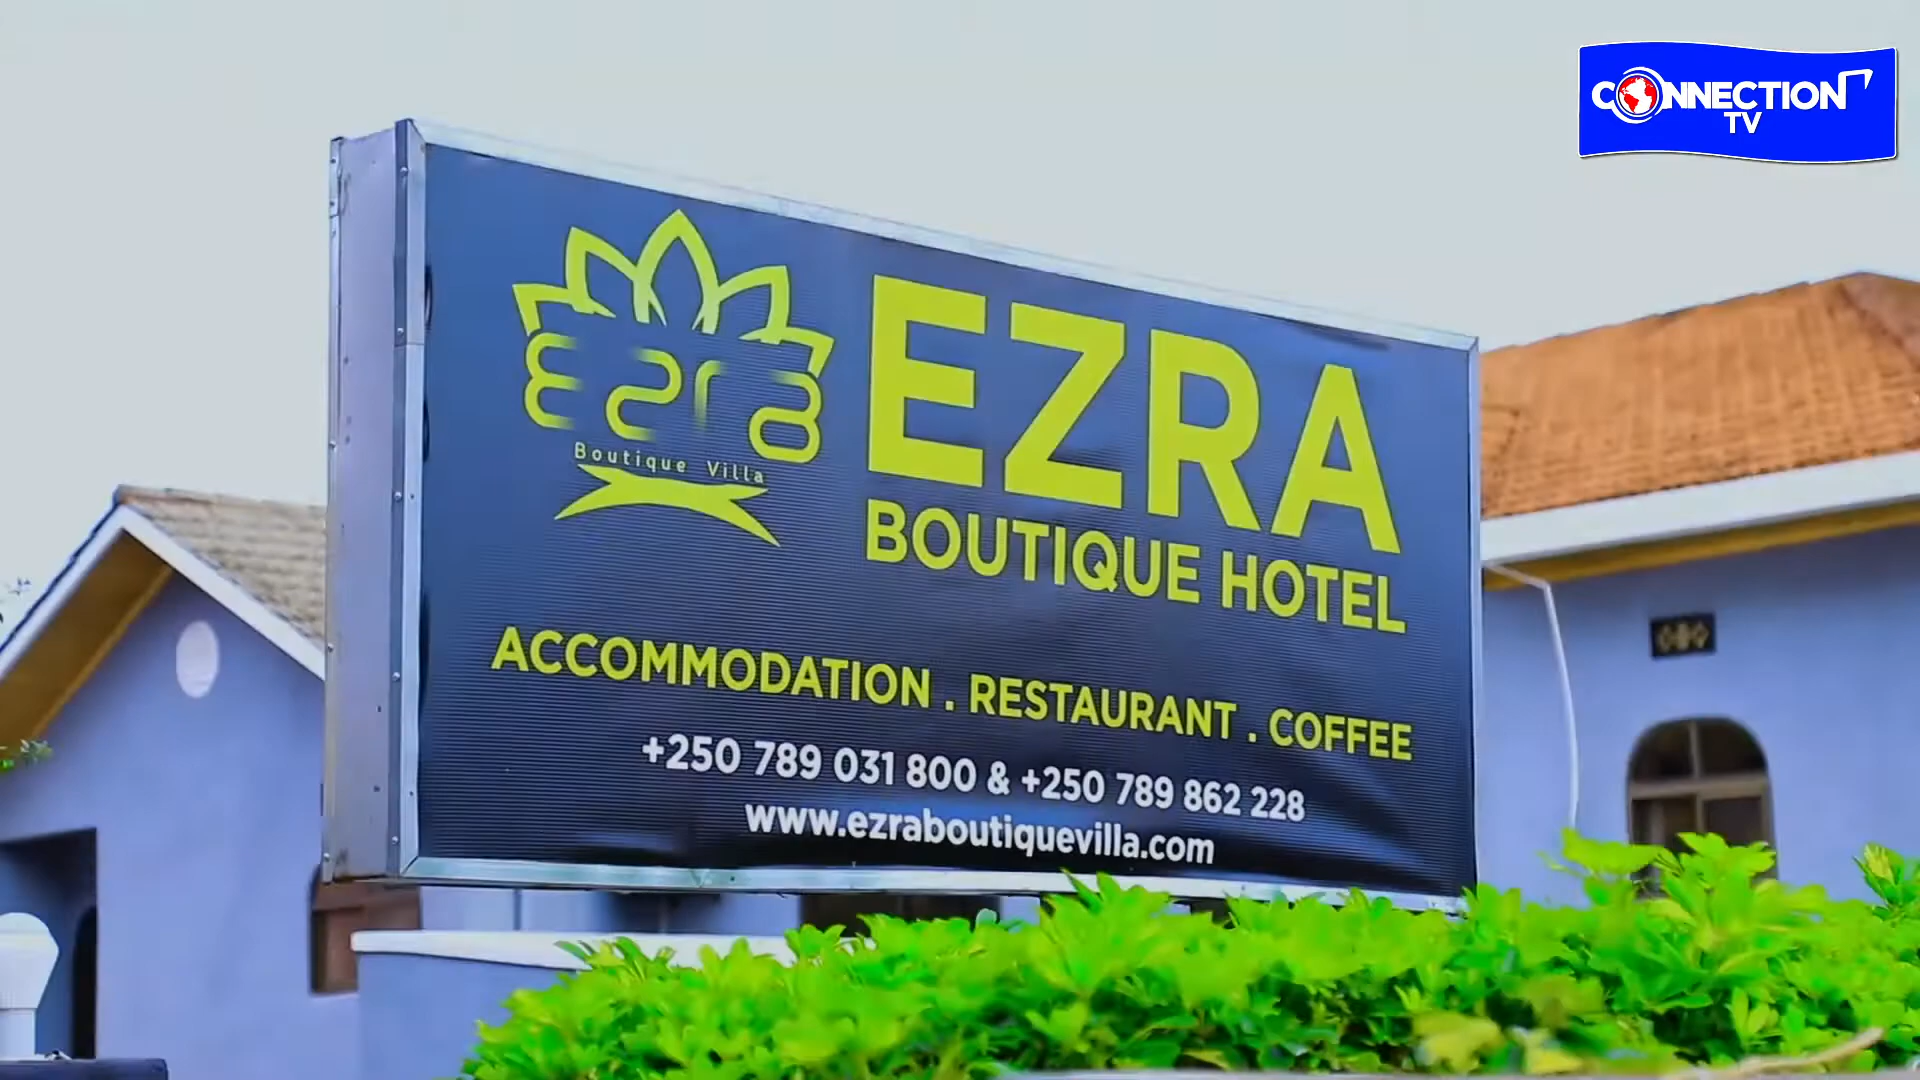 CONNECTION
TV
Ezra
Boutique Villa
EZRA
BOUTIQUE HOTEL
ACCOMMODATION . RESTAURANT . COFFEE
+250 789 031 800 & +250 789 862 228
www.ezraboutiquevilla.com